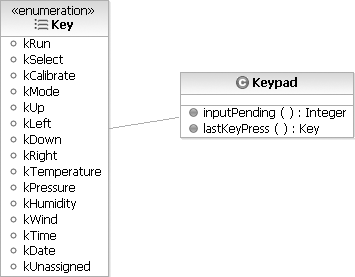 «enumeration»
Key
kRun
kSelect
kCalibrate
kMode
kUp
kLeft
kDown
kRight
kTemperature
kPressure
kHumidity
kWind
kTime
kDate
kUnassigned
C Keypad
inputPending ( ) : Integer
lastKeyPress ( ) : Key